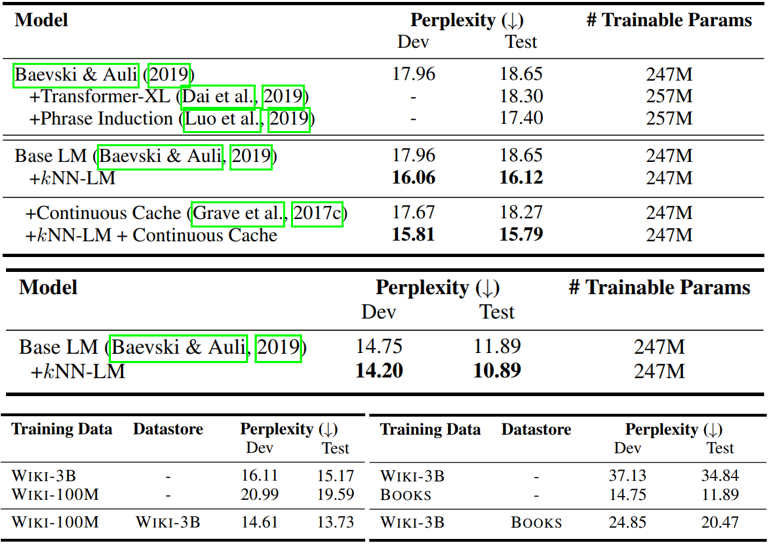 Model Perplexity (↓) # Trainable Params
Dev Test
Baevski & Auli (2019) 17.96 18.65 247M
+Transformer-XL (Dai et al., 2019) - 18.30 257M
+Phrase Induction (Luo et al., 2019) - 17.40 257M
Base LM (Baevski & Auli, 2019) 17.96 18.65 247M
+kNN-LM 16.06 16.12 247M
+Continuous Cache (Grave et al., 2017c) 17.67 18.27 247M
+kNN-LM + Continuous Cache 15.81 15.79 247M
Model Perplexity (↓) # Trainable Params
Dev Test
Base LM (Baevski & Auli, 2019) 14.75 11.89 247M
+kNN-LM 14.20 10.89 247M
Training Data Datastore Perplexity (↓)
Dev Test
WIKI-3B - 16.11 15.17
WIKI-100M - 20.99 19.59
WIKI-100M WIKI-3B 14.61 13.73
Training Data Datastore Perplexity (↓)
Dev Test
WIKI-3B - 37.13 34.84
BOOKS - 14.75 11.89
WIKI-3B BOOKS 24.85 20.47